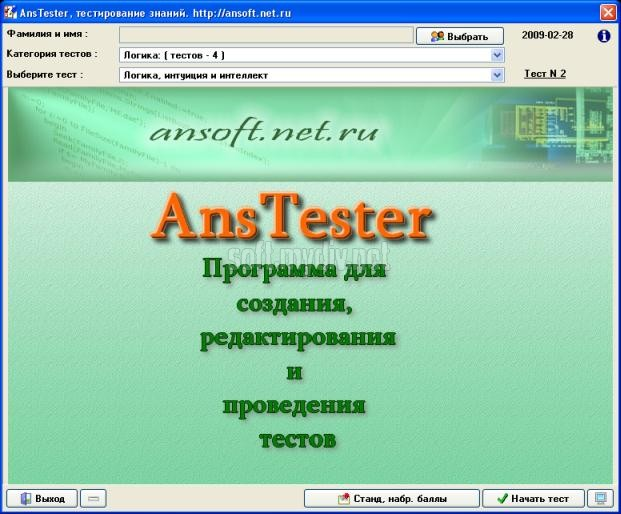 AnsTester, тестирование знаний. http://ansoft.net.ru
Фамилия и имя :
Выбрать
2009-02-28
Категория тестов :
Логика: ( тестов - 4 )
Выберите тест :
Логика, интуиция и интеллект
Тест N 2
ansoft.net.ru
AnsTester
soft.mydiv.net
Программа для
создания,
редактирования
и
проведения
тестов
Выход
Станд, набр. баллы
Начать тест